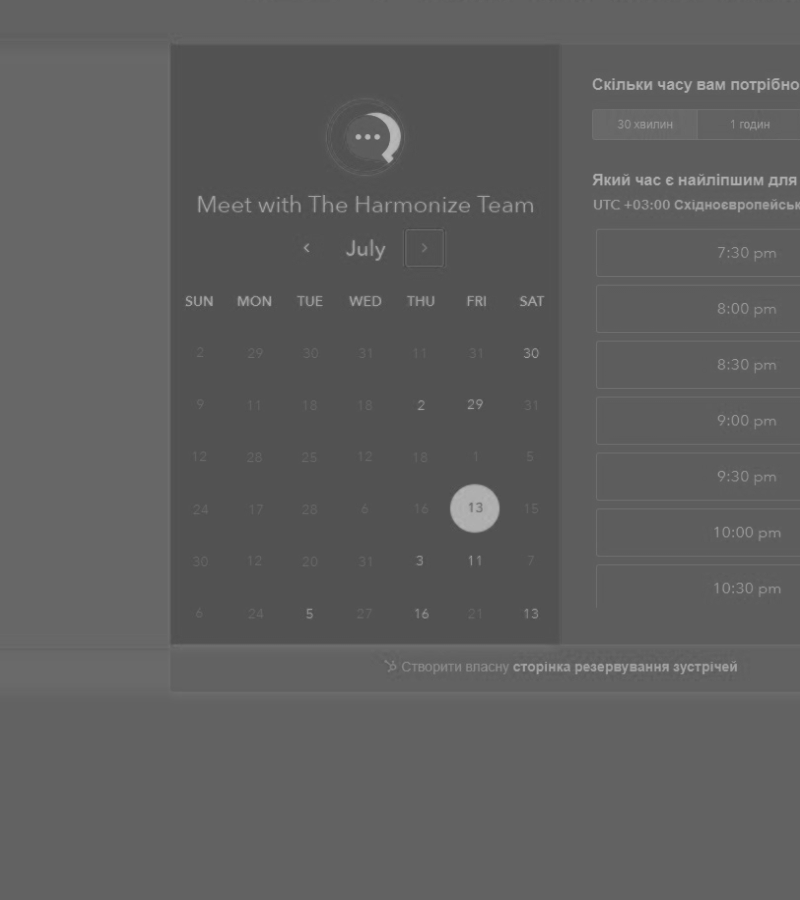 Meet with The Harmonize Team
July
SUN MON TUE WED THU FRI SAT
2 29 30 31 11 31 30
9 11 18 18 2 29 31
12 28 25 12 18 1 5
24 17 28 6 16 13 15
30 12 20 31 3 11 7
6 24 5 27 16 21 13
Скільки часу вам потрібно
30 хвилин 1 годин
Який час є найліпшим для
UTC +03:00 Східноєвропейськ
7:30 pm
8:00 pm
8:30 pm
9:00 pm
9:30 pm
10:00 pm
10:30 pm
Створити власну сторінка резервування зустрічей